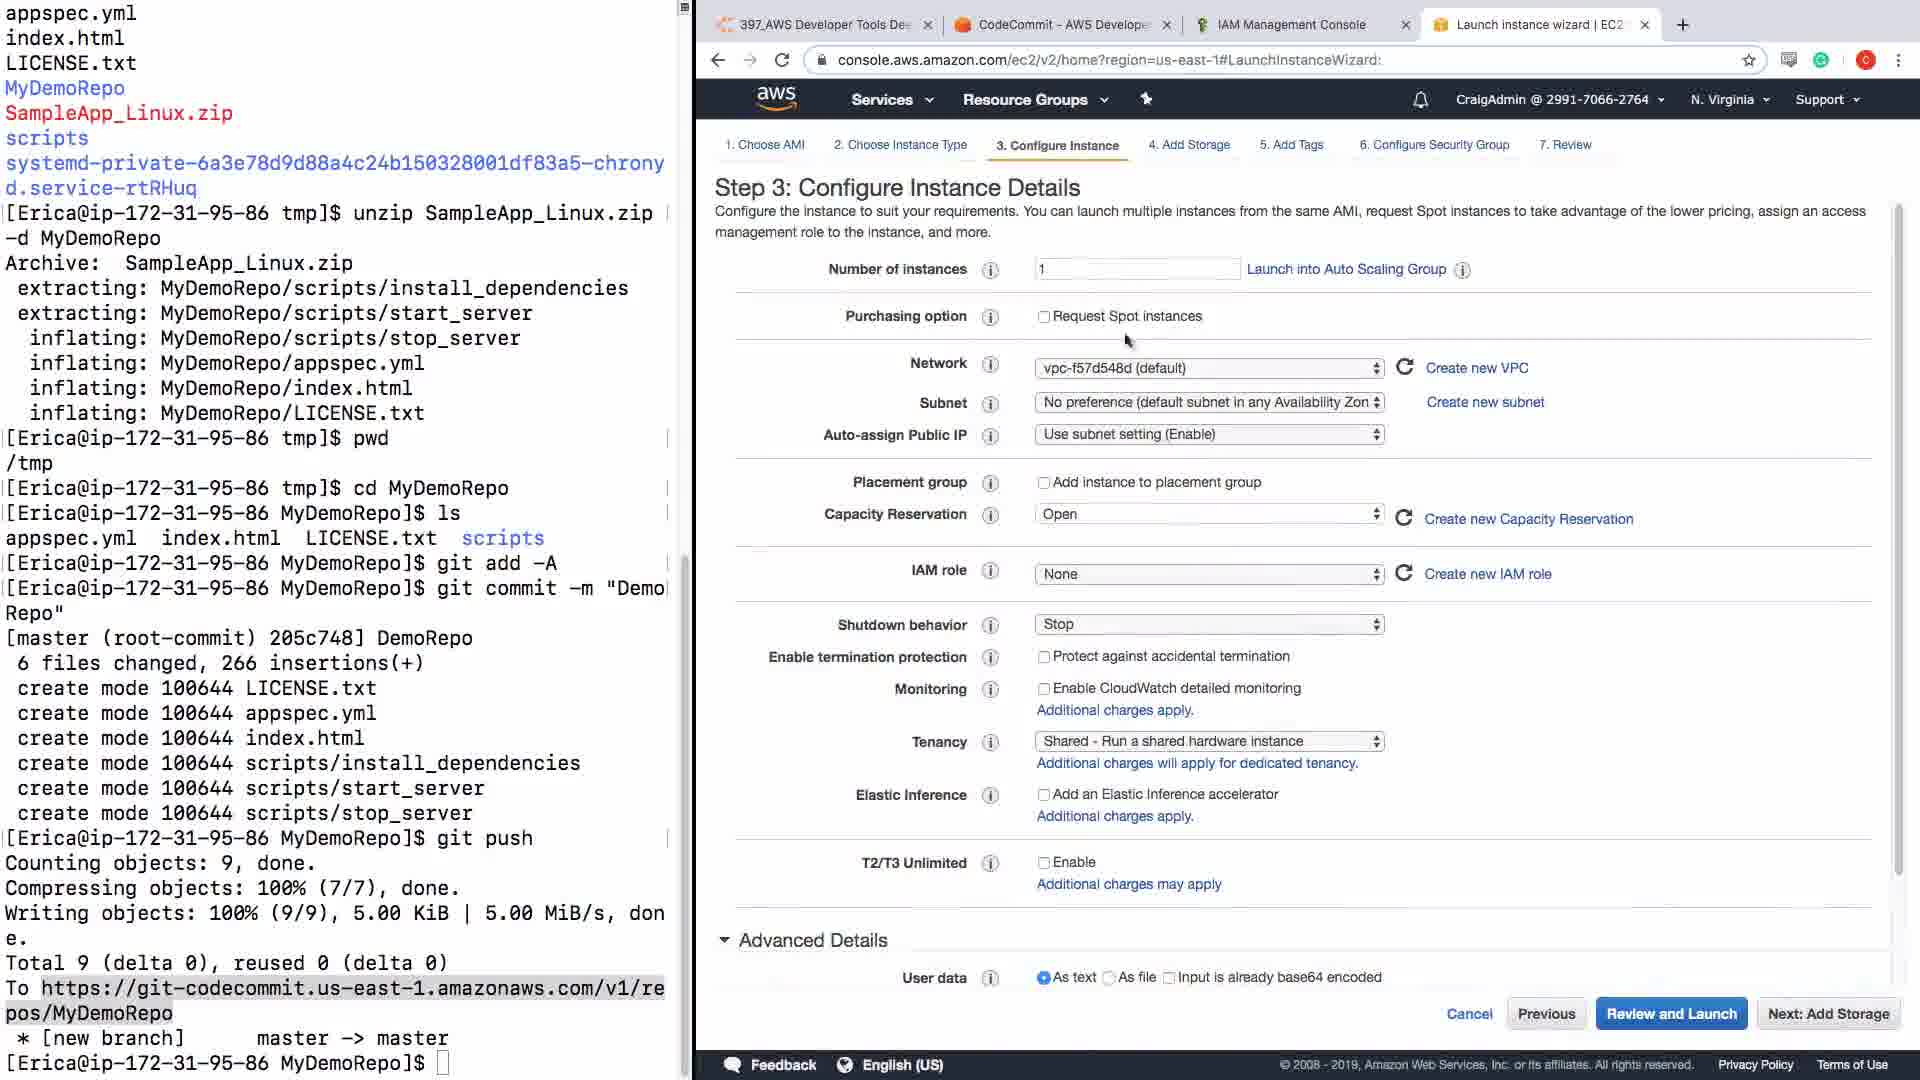 appspec.yml
index.html
LICENSE.txt
MyDemoRepo
SampleApp_Linux.zip
scripts
systemd-private-6a3e78d9d88a4c24b150328001df83a5-chrony
d.service-rtRHuq
[Erica@ip-172-31-95-86 tmp]$ unzip SampleApp_Linux.zip
-d MyDemoRepo
Archive:  SampleApp_Linux.zip
 extracting: MyDemoRepo/scripts/install_dependencies
 extracting: MyDemoRepo/scripts/start_server
  inflating: MyDemoRepo/scripts/stop_server
  inflating: MyDemoRepo/appspec.yml
  inflating: MyDemoRepo/index.html
  inflating: MyDemoRepo/LICENSE.txt
[Erica@ip-172-31-95-86 tmp]$ pwd
/tmp
[Erica@ip-172-31-95-86 tmp]$ cd MyDemoRepo
[Erica@ip-172-31-95-86 MyDemoRepo]$ ls
appspec.yml  index.html  LICENSE.txt  scripts
[Erica@ip-172-31-95-86 MyDemoRepo]$ git add -A
[Erica@ip-172-31-95-86 MyDemoRepo]$ git commit -m "Demo
Repo"
[master (root-commit) 205c748] DemoRepo
 6 files changed, 266 insertions(+)
 create mode 100644 LICENSE.txt
 create mode 100644 appspec.yml
 create mode 100644 index.html
 create mode 100644 scripts/install_dependencies
 create mode 100644 scripts/start_server
 create mode 100644 scripts/stop_server
[Erica@ip-172-31-95-86 MyDemoRepo]$ git push
Counting objects: 9, done.
Compressing objects: 100% (7/7), done.
Writing objects: 100% (9/9), 5.00 KiB | 5.00 MiB/s, don
e.
Total 9 (delta 0), reused 0 (delta 0)
To https://git-codecommit.us-east-1.amazonaws.com/v1/re
pos/MyDemoRepo
 * [new branch]      master -> master
[Erica@ip-172-31-95-86 MyDemoRepo]$
397_AWS Developer Tools Dee
CodeCommit - AWS Develope
IAM Management Console
Launch instance wizard | EC2
console.aws.amazon.com/ec2/v2/home?region=us-east-1#LaunchInstanceWizard:
C
aws
Services
Resource Groups
CraigAdmin @ 2991-7066-2764
N. Virginia
Support
1. Choose AMI
2. Choose Instance Type
3. Configure Instance
4. Add Storage
5. Add Tags
6. Configure Security Group
7. Review
Step 3: Configure Instance Details
Configure the instance to suit your requirements. You can launch multiple instances from the same AMI, request Spot instances to take advantage of the lower pricing, assign an access
management role to the instance, and more.
Number of instances
1
Launch into Auto Scaling Group
Purchasing option
Request Spot instances
Network
vpc-f57d548d (default)
Create new VPC
Subnet
No preference (default subnet in any Availability Zon
Create new subnet
Auto-assign Public IP
Use subnet setting (Enable)
Placement group
Add instance to placement group
Capacity Reservation
Open
Create new Capacity Reservation
IAM role
None
Create new IAM role
Shutdown behavior
Stop
Enable termination protection
Protect against accidental termination
Monitoring
Enable CloudWatch detailed monitoring
Additional charges apply.
Tenancy
Shared - Run a shared hardware instance
Additional charges will apply for dedicated tenancy.
Elastic Inference
Add an Elastic Inference accelerator
Additional charges apply.
T2/T3 Unlimited
Enable
Additional charges may apply
Advanced Details
User data
As text
As file
Input is already base64 encoded
Cancel
Previous
Review and Launch
Next: Add Storage
Feedback
English (US)
© 2008 - 2019, Amazon Web Services, Inc. or its affiliates. All rights reserved.
Privacy Policy
Terms of Use